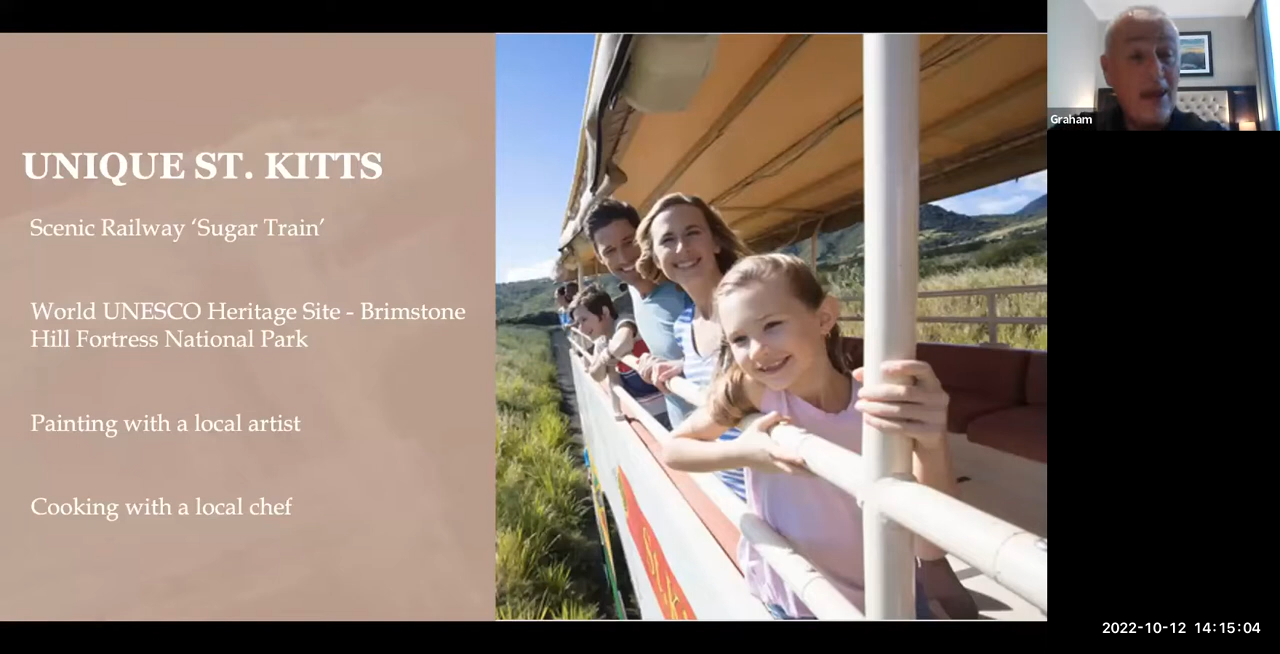 UNIQUE ST. KITTS
Scenic Railway ‘Sugar Train’
World UNESCO Heritage Site - Brimstone
Hill Fortress National Park
Painting with a local artist
Cooking with a local chef
Graham
2022-10-12 14:15:04